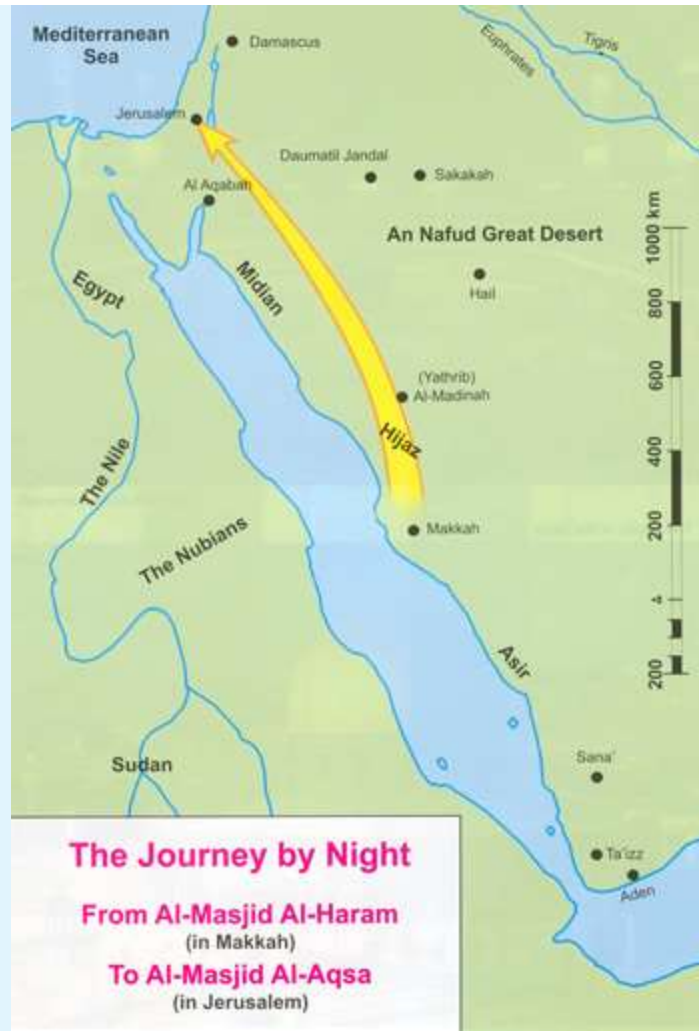 Mediterranean
Sea
Damascus
Tigris
Euphrates
Jerusalem
Daumatil Jandal
Sakakah
Al Aqabah
An Nafud Great Desert
Hail
Midian
Egypt
(Yathrib)
Al-Madinah
Hijaz
The Nile
Makkah
The Nubians
Asir
Sudan
Sana'
Ta'izz
Aden
1000 km
800
600
400
200
4
200
The Journey by Night
From Al-Masjid Al-Haram
(in Makkah)
To Al-Masjid Al-Aqsa
(in Jerusalem)